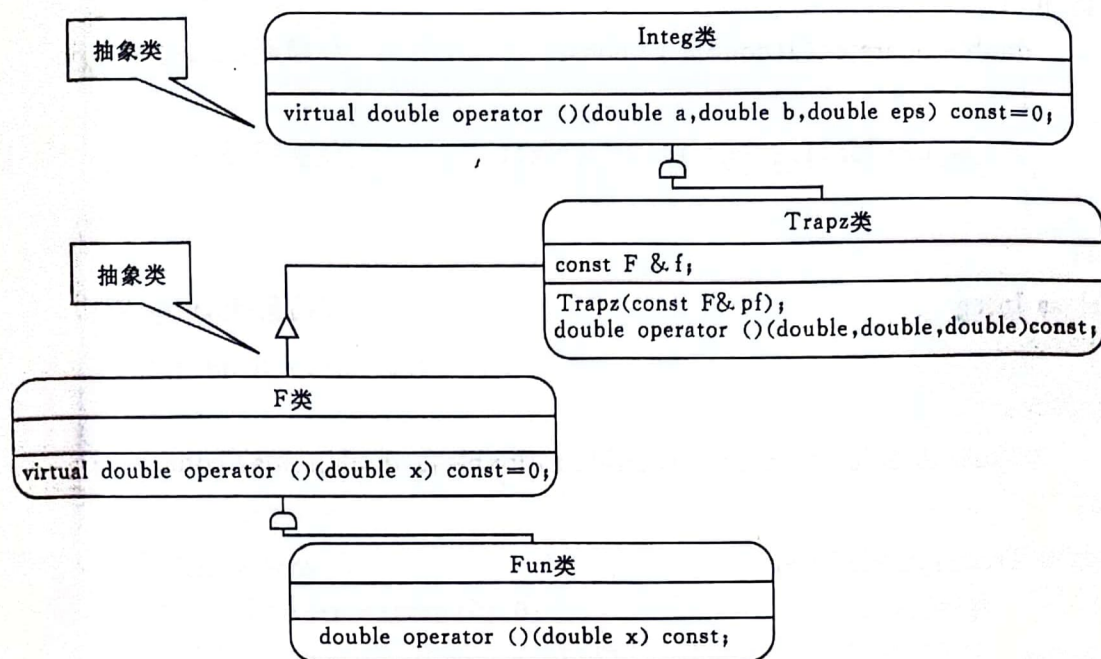 抽象类
Integ类
virtual double operator ()(double a,double b,double eps) const=0;
Trapz类
const F &f;
Trapz(const F& pf);
double operator ()(double,double,double)const;
抽象类
F类
virtual double operator ()(double x) const=0;
Fun类
double operator ()(double x) const;